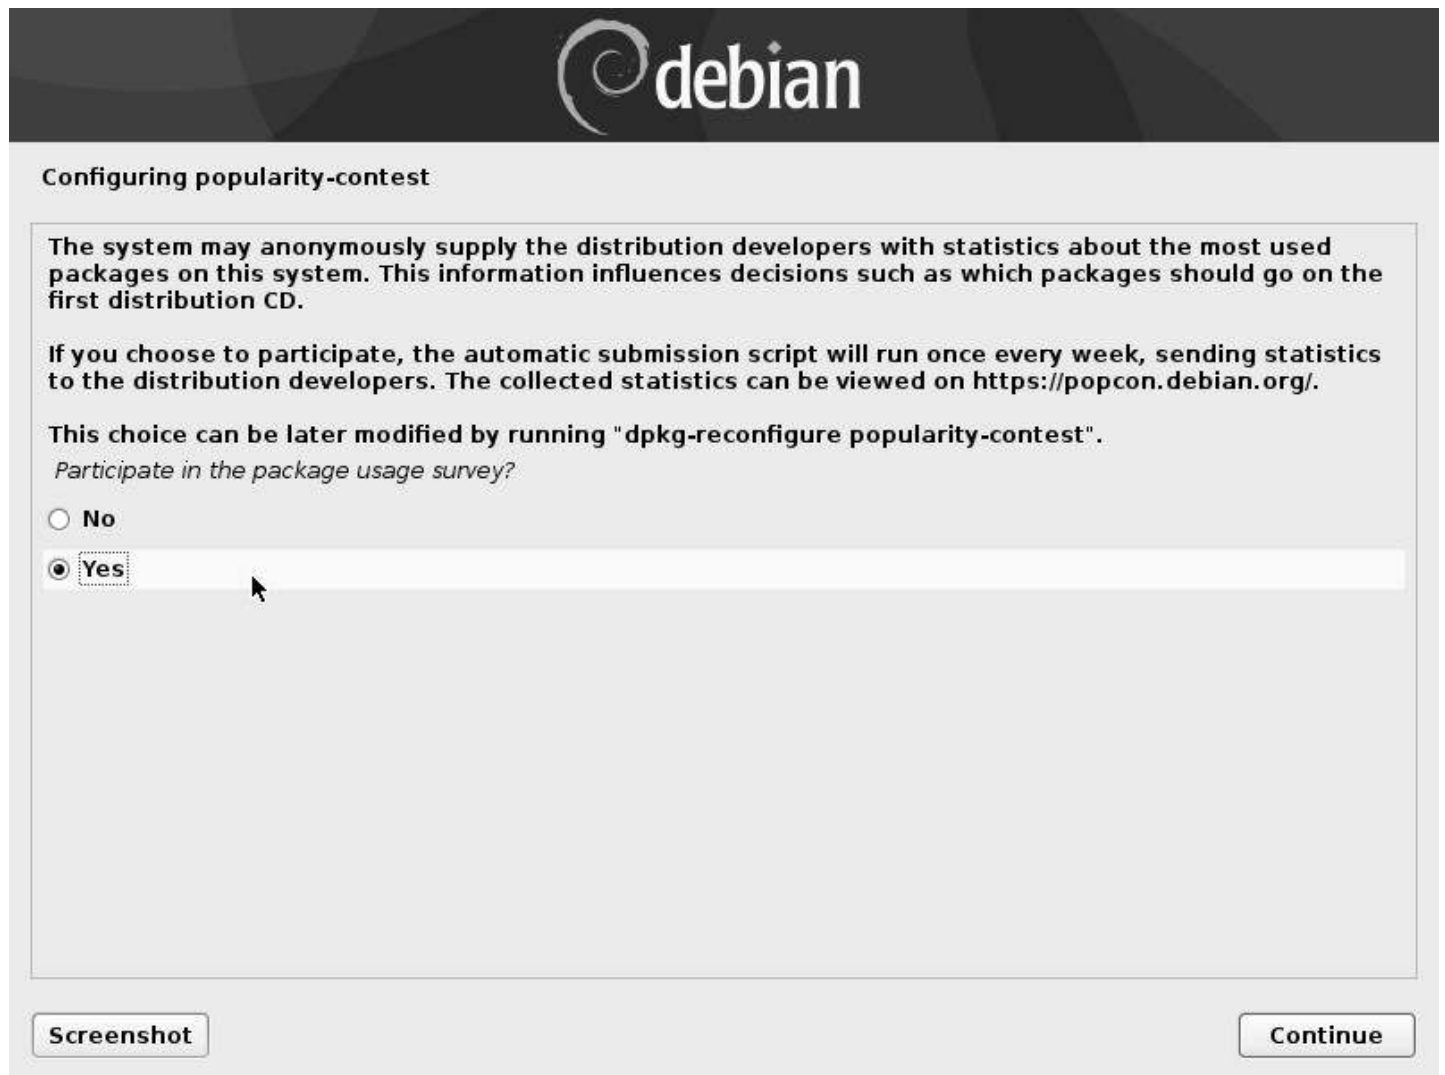 debian
Configuring popularity-contest
The system may anonymously supply the distribution developers with statistics about the most used
packages on this system. This information influences decisions such as which packages should go on the
first distribution CD.
If you choose to participate, the automatic submission script will run once every week, sending statistics
to the distribution developers. The collected statistics can be viewed on https://popcon.debian.org/.
This choice can be later modified by running "dpkg-reconfigure popularity-contest".
Participate in the package usage survey?
No
Yes
Screenshot
Continue